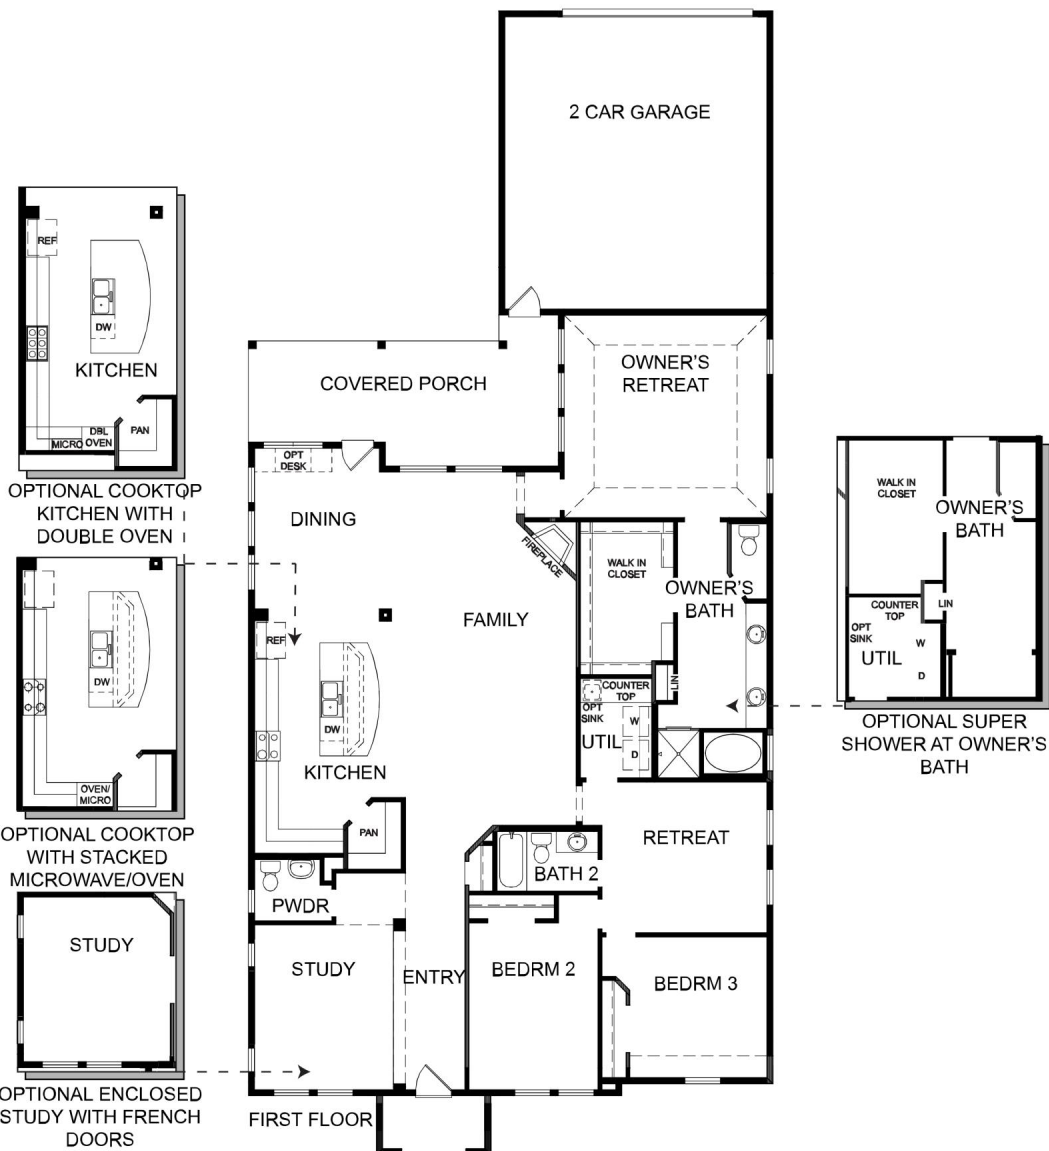 2 CAR GARAGE
COVERED PORCH
OWNER'S
RETREAT
OPT
DESK
DINING
FIREPLACE
WALK IN
CLOSET
OWNER'S
BATH
FAMILY
REF
DW
KITCHEN
PAN
COUNTER
TOP
LIN
OPT
SINK
UTIL
W
D
RETREAT
BATH 2
PWDR
STUDY
ENTRY
BEDRM 2
BEDRM 3
FIRST FLOOR
REF
DW
KITCHEN
MICRO
DBL
OVEN
PAN
OPTIONAL COOKTOP
KITCHEN WITH
DOUBLE OVEN
DW
OVEN/
MICRO
OPTIONAL COOKTOP
WITH STACKED
MICROWAVE/OVEN
STUDY
OPTIONAL ENCLOSED
STUDY WITH FRENCH
DOORS
WALK IN
CLOSET
OWNER'S
BATH
COUNTER
TOP
LIN
OPT
SINK
UTIL
W
D
OPTIONAL SUPER
SHOWER AT OWNER'S
BATH